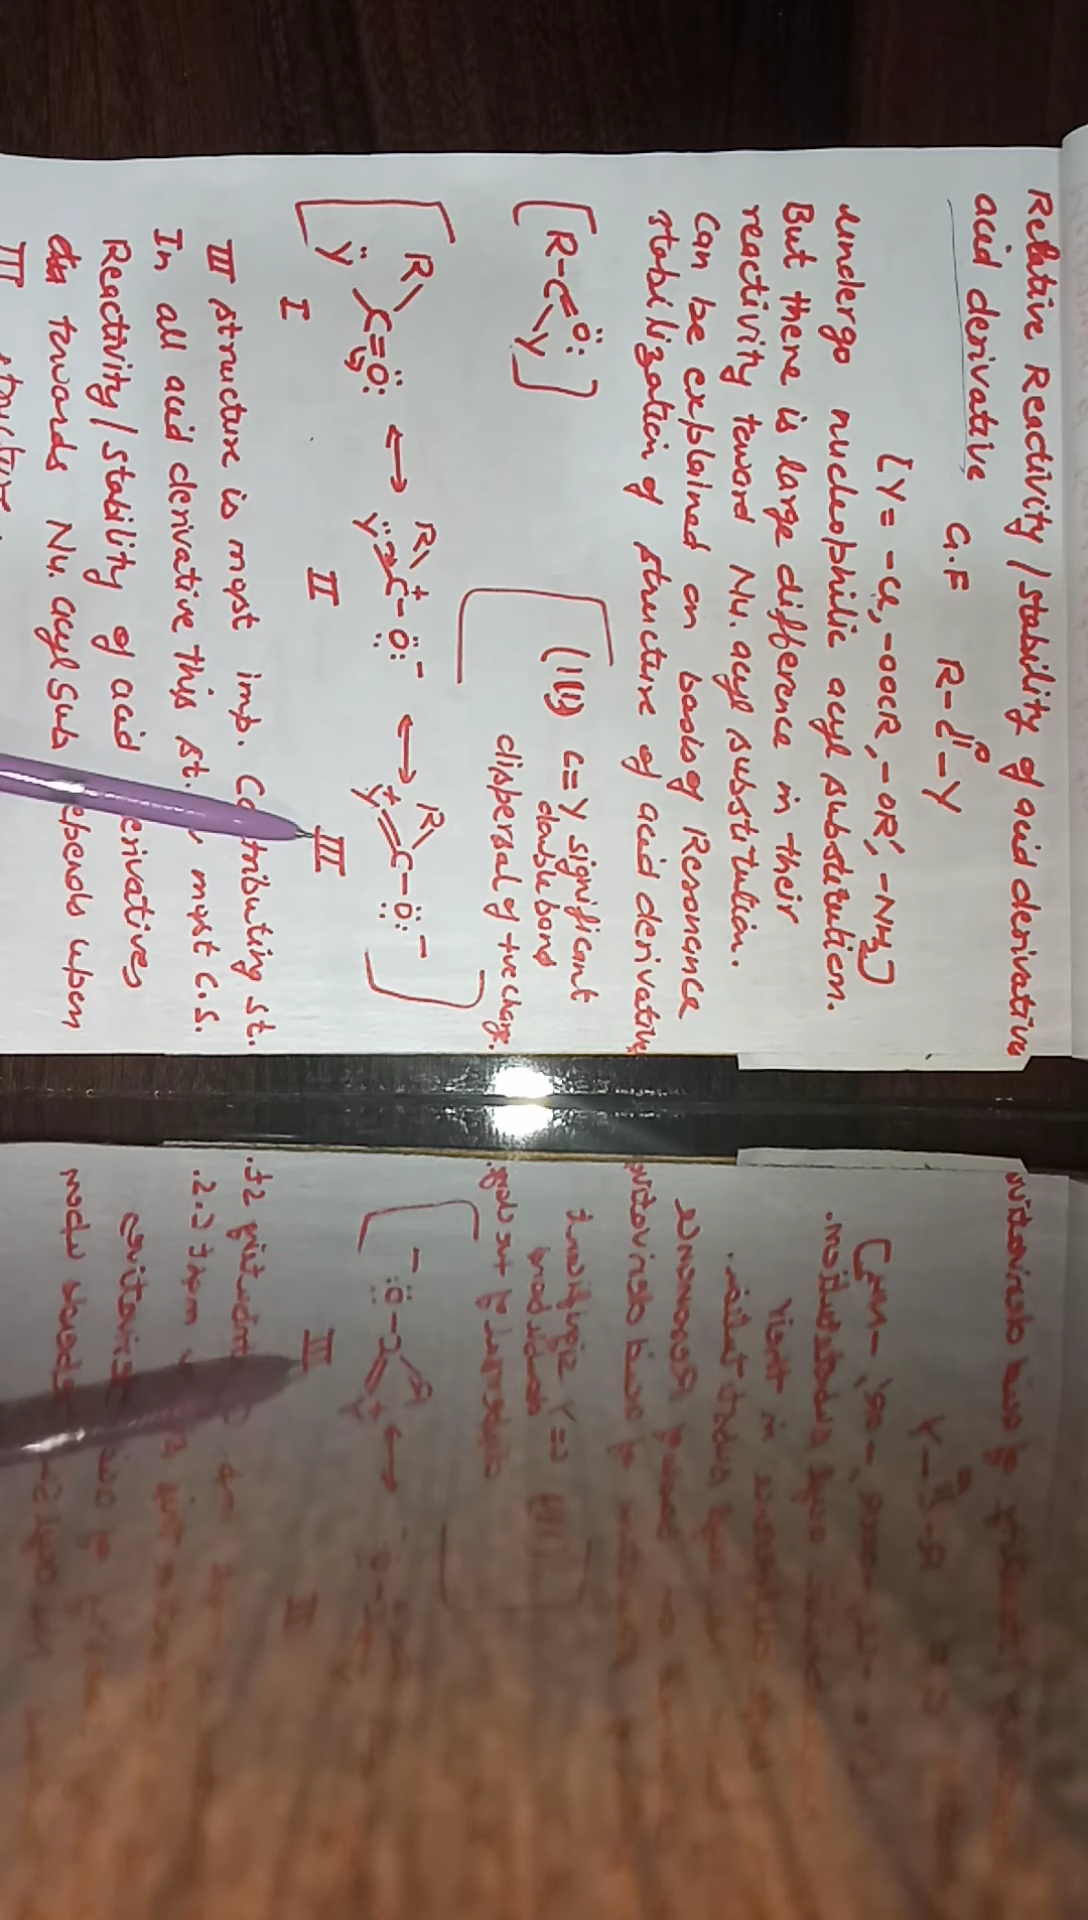 Relative Reactivity/stability of acid derivative
acid derivative G.F R-C-Y
O
[Y = -Cl, -OOCR, -OR', -NH2]
undergo nucleophilic acyl substitution.
But there is large difference in their
reactivity toward Nu. acyl substitution.
Can be explained on basis of Resonance
stabilization of structure of acid derivative
[R-C=O: Y]
(III) C=Y significant
double bond
dispersal of +ve charge.
[R Y C=O: ↔ R Y C+-O:- ↔ R Y+=C-O:-]
I II III
III structure is most imp. Contributing st.
In all acid derivative this st. most C.S.
Reactivity/stability of acid derivatives
towards Nu. acyl Sub depends upon
III structure